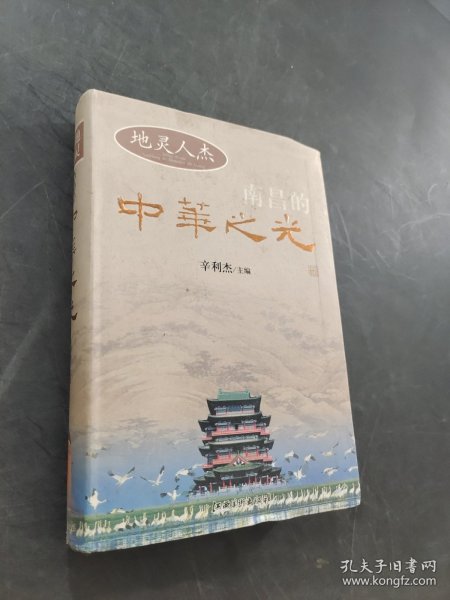 地灵人杰
南昌的
中華之光
辛利杰/主编
孔夫子旧书网
www.kongfz.com